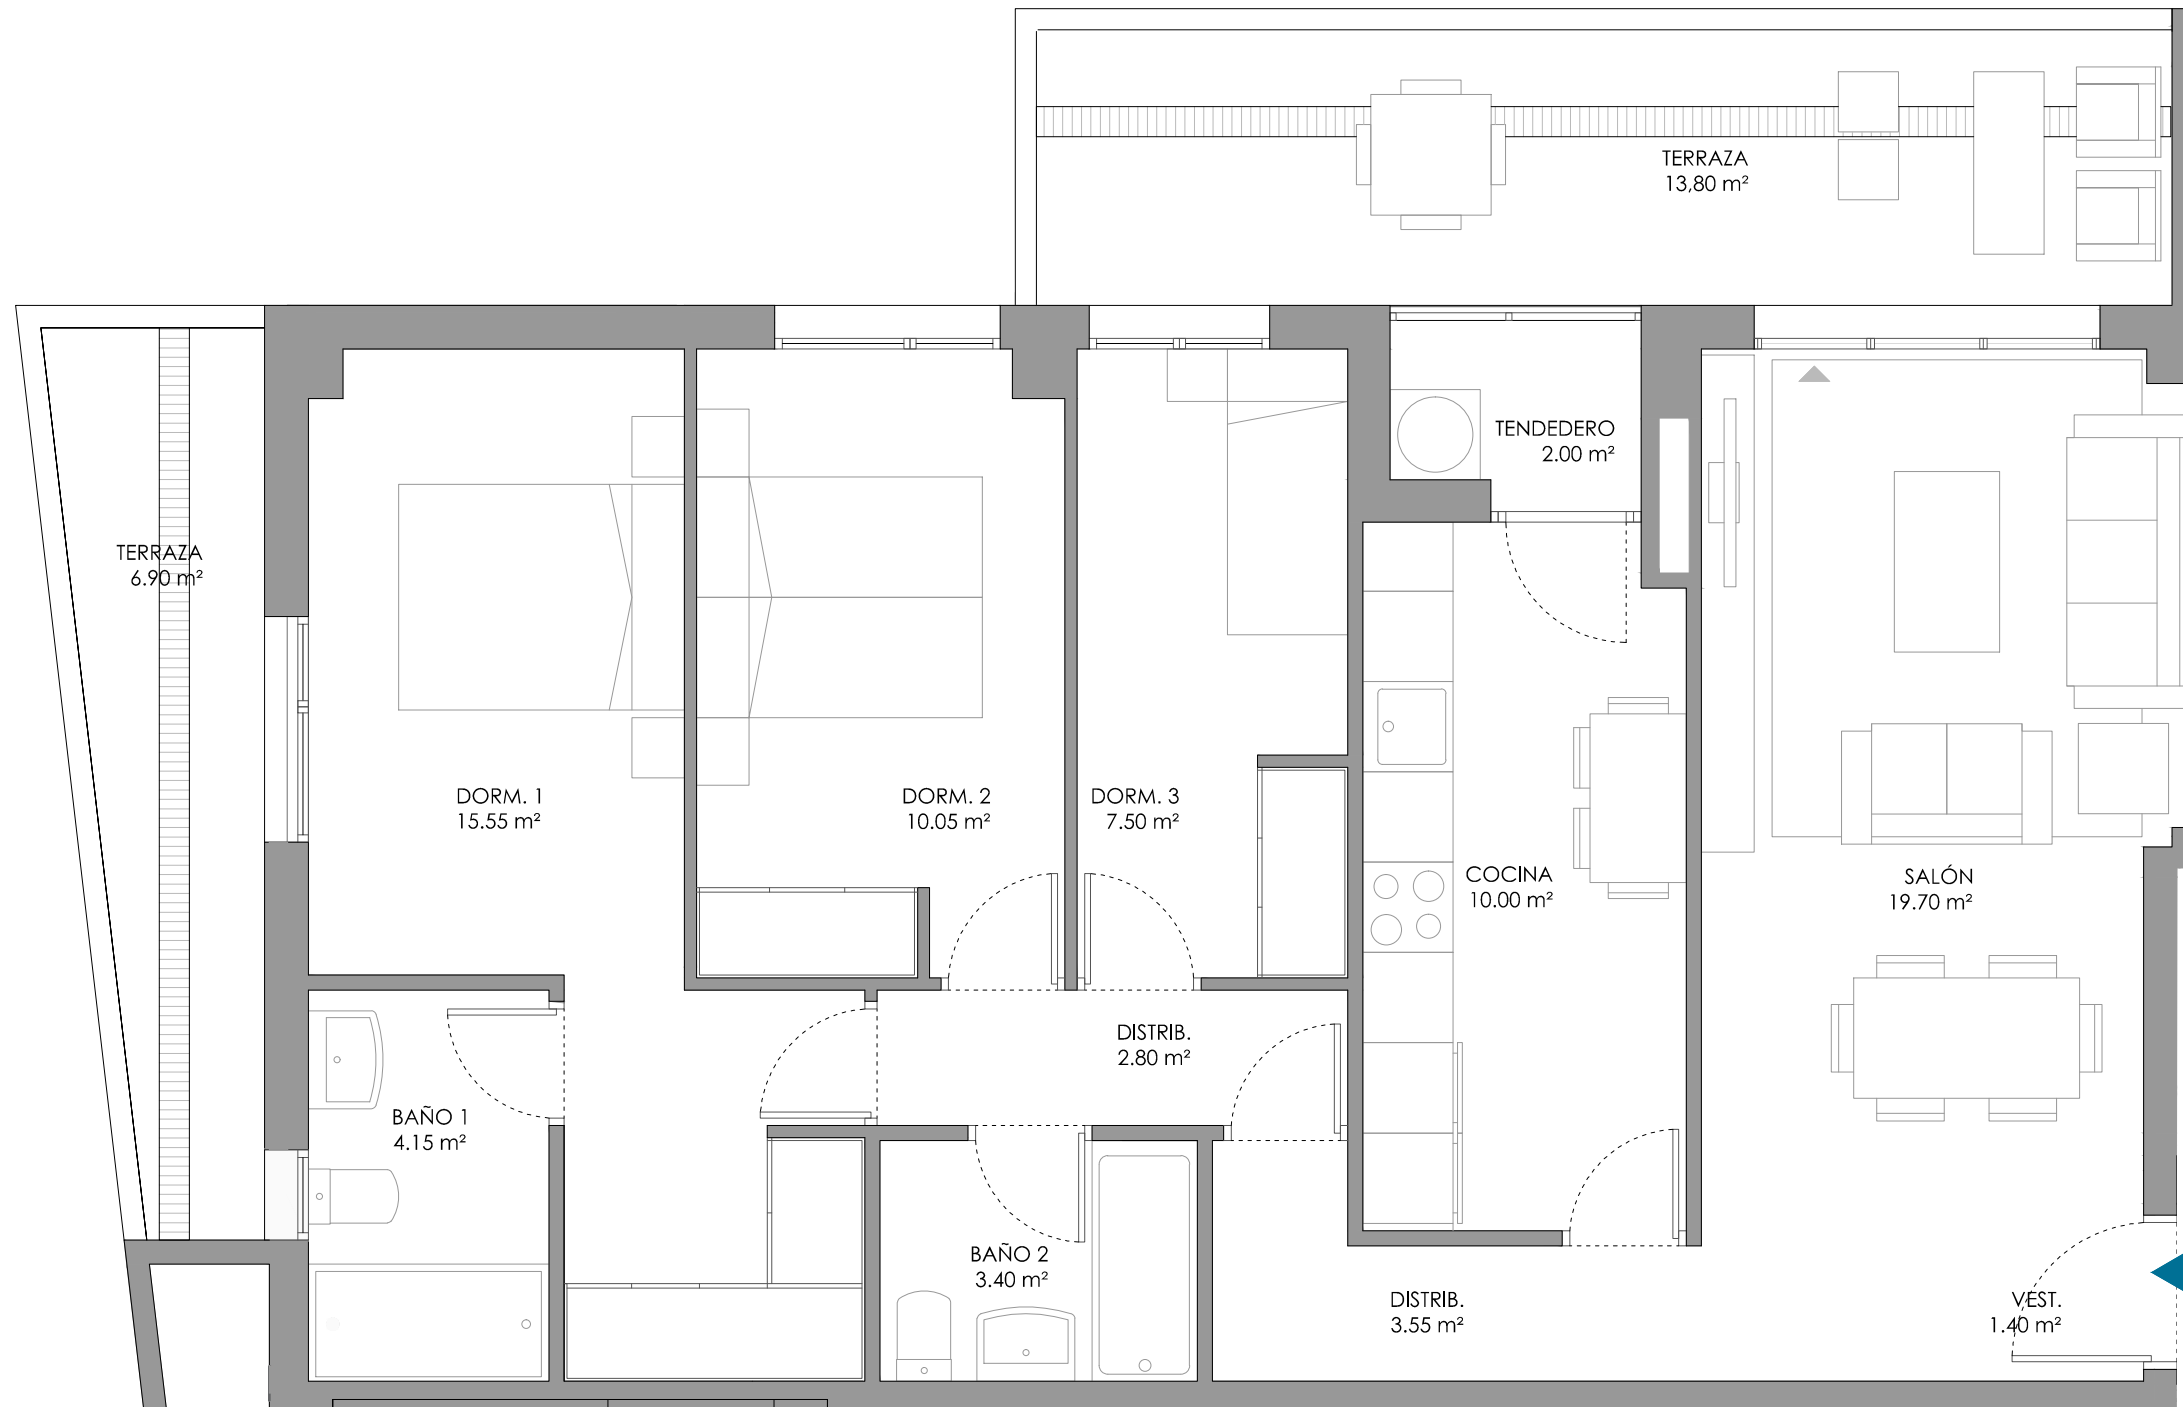 TERRAZA
13,80 m²
TENDEDERO
2.00 m²
TERRAZA
6.90 m²
DORM. 1
15.55 m²
DORM. 2
10.05 m²
DORM. 3
7.50 m²
COCINA
10.00 m²
SALÓN
19.70 m²
DISTRIB.
2.80 m²
BAÑO 1
4.15 m²
BAÑO 2
3.40 m²
DISTRIB.
3.55 m²
VEST.
1.40 m²